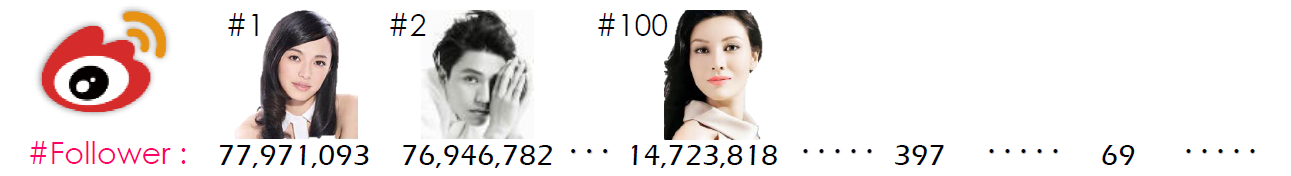 #1 #2 #100
#Follower : 77,971,093 76,946,782 ... 14,723,818 ..... 397 ..... 69 .....